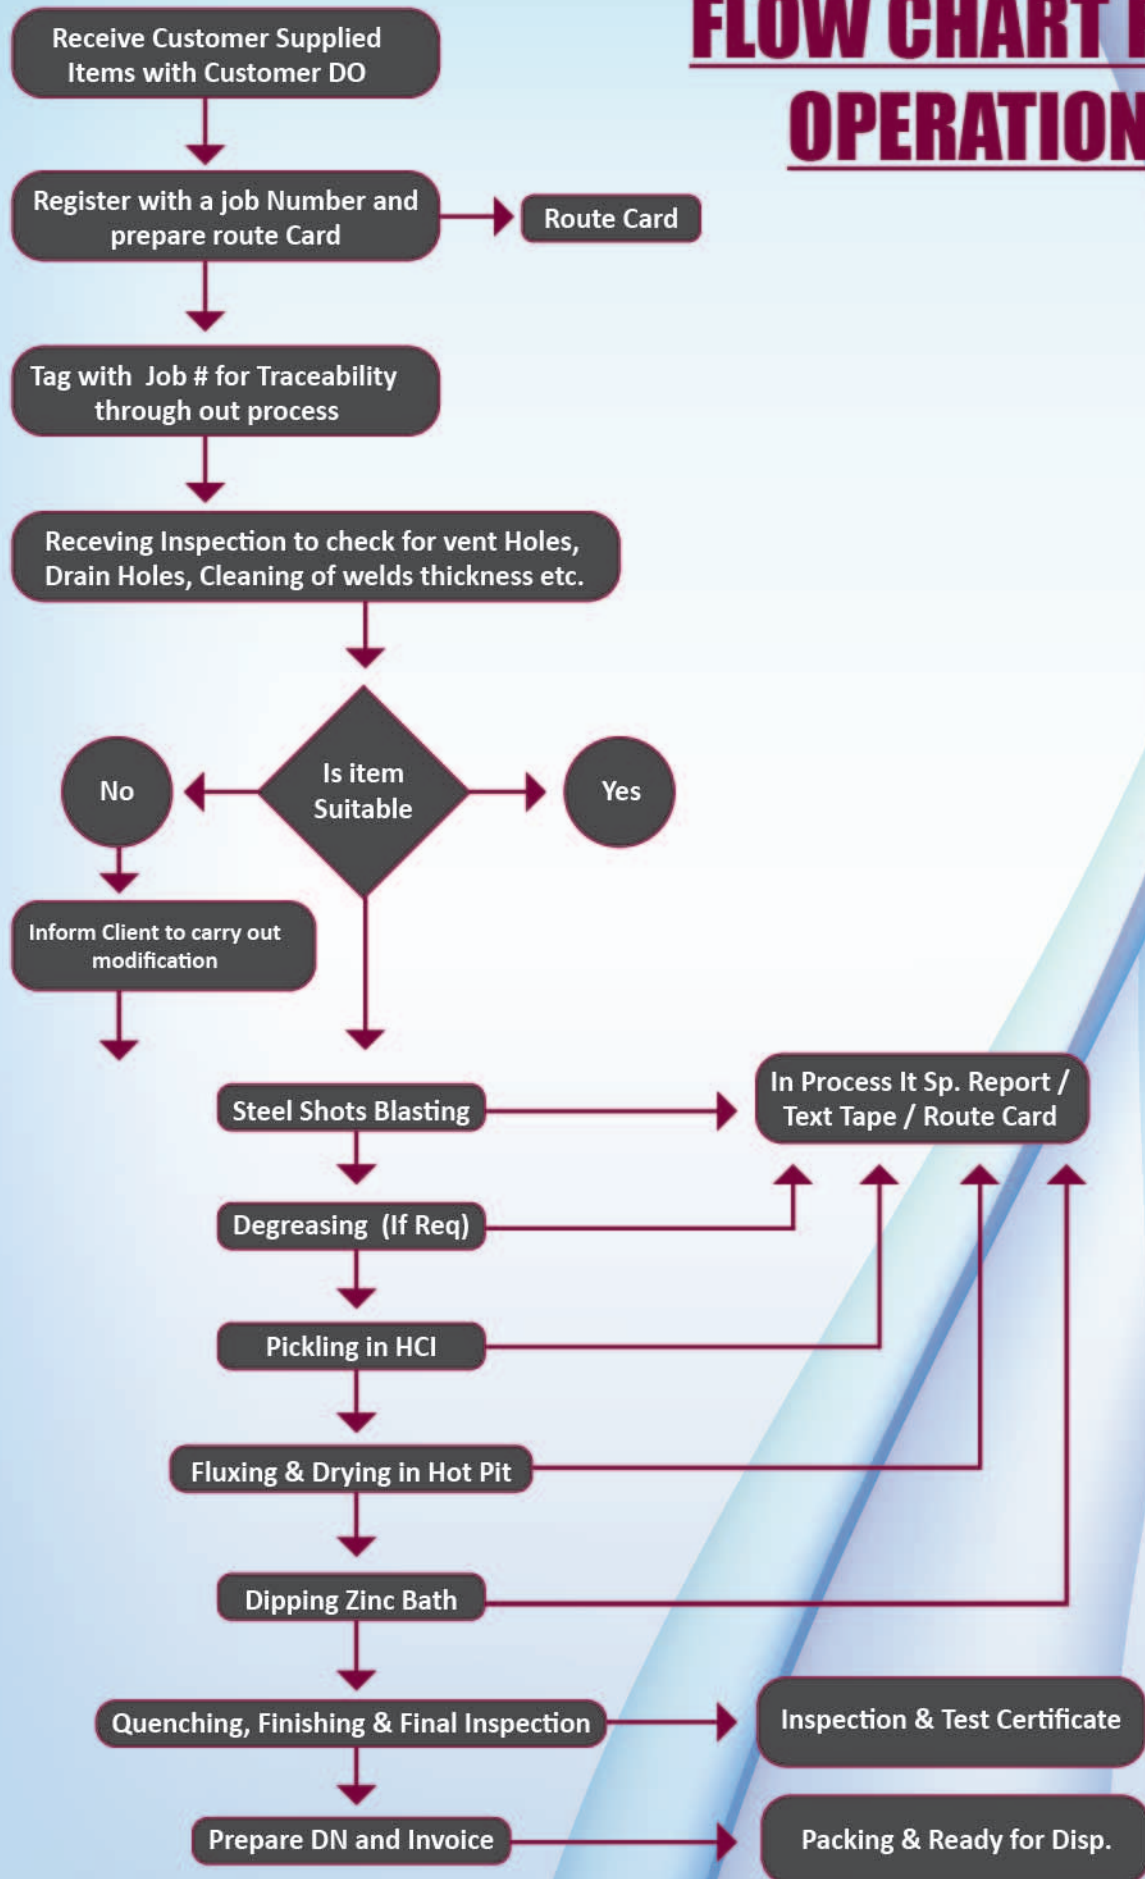 FLOW CHART
OPERATION
Receive Customer Supplied
Items with Customer DO
Register with a job Number and
prepare route Card
Route Card
Tag with Job # for Traceability
through out process
Receving Inspection to check for vent Holes,
Drain Holes, Cleaning of welds thickness etc.
Is item
Suitable
No
Yes
Inform Client to carry out
modification
Steel Shots Blasting
In Process It Sp. Report /
Text Tape / Route Card
Degreasing (If Req)
Pickling in HCI
Fluxing & Drying in Hot Pit
Dipping Zinc Bath
Quenching, Finishing & Final Inspection
Inspection & Test Certificate
Prepare DN and Invoice
Packing & Ready for Disp.